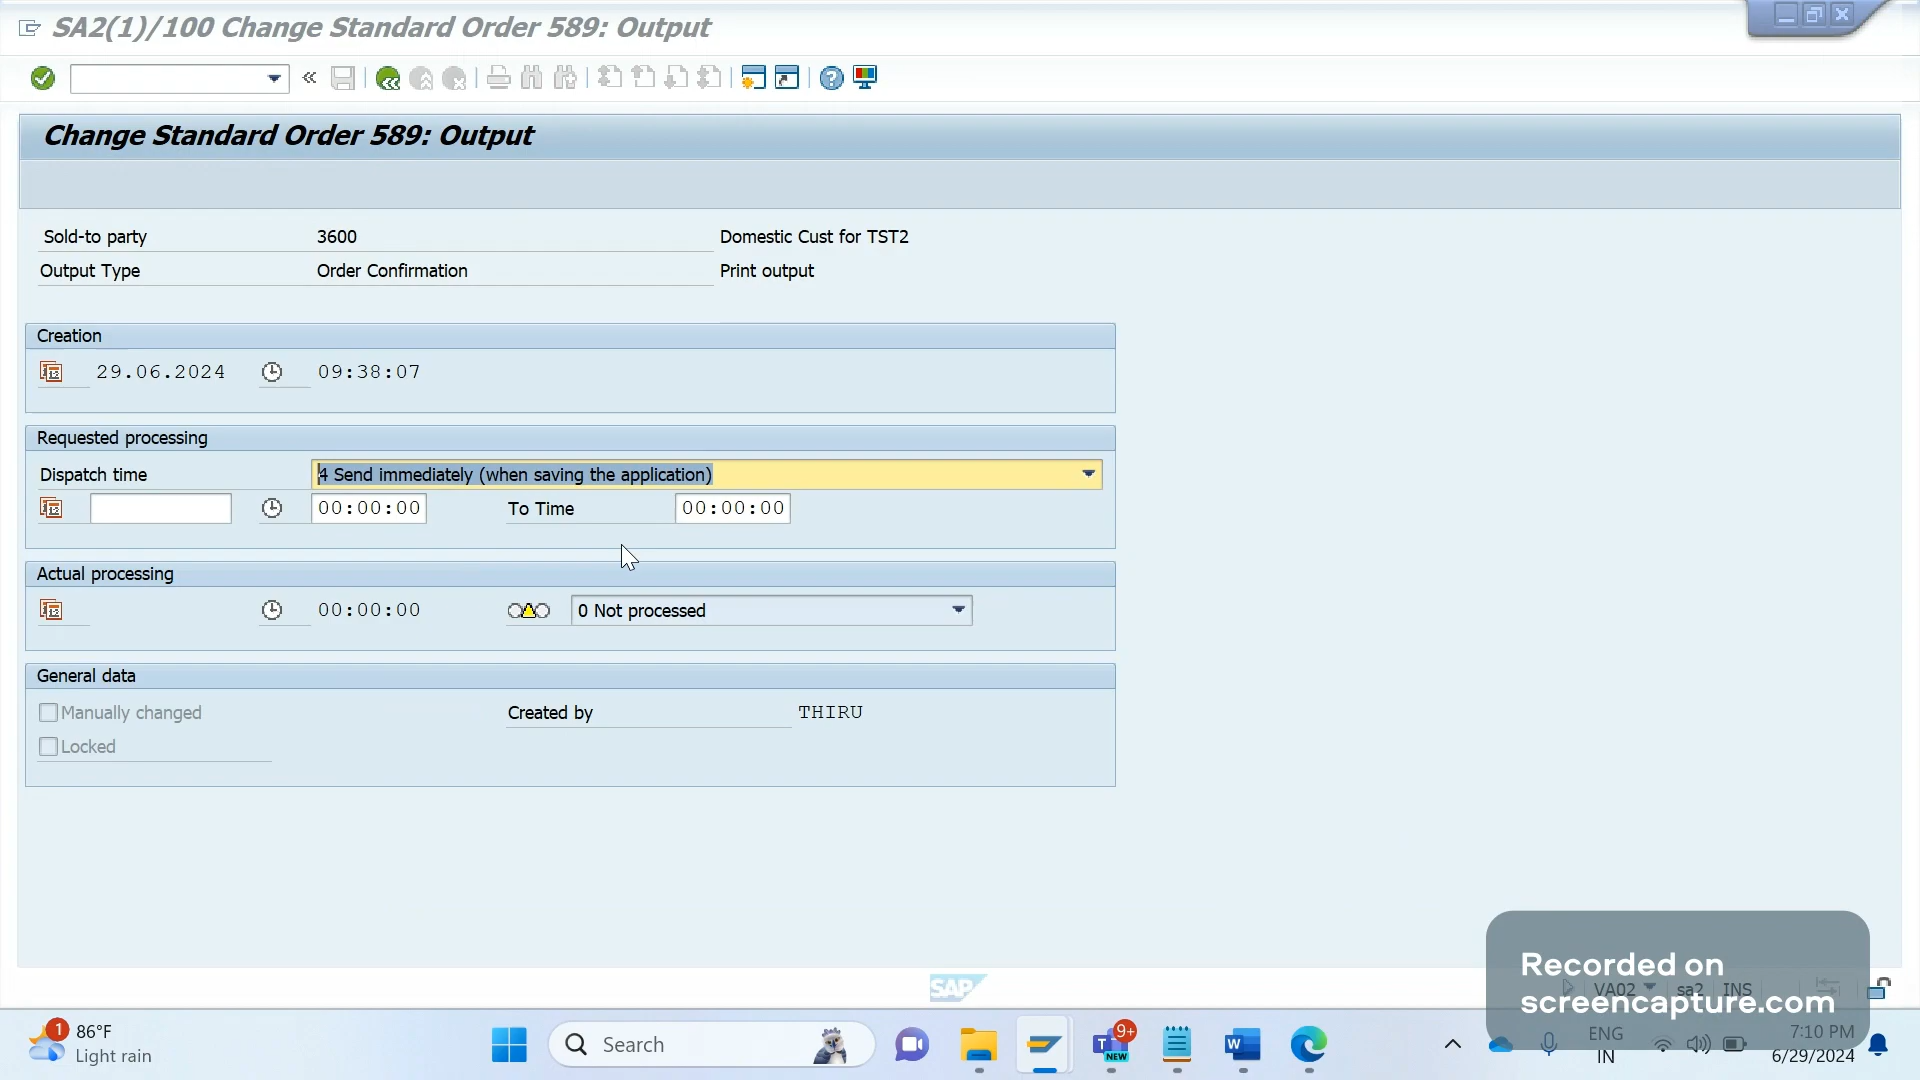 SA2(1)/100 Change Standard Order 589: Output
Change Standard Order 589: Output
Sold-to party 3600 Domestic Cust for TST2
Output Type Order Confirmation Print output
Creation
29.06.2024 09:38:07
Requested processing
Dispatch time 4 Send immediately (when saving the application)
00:00:00 To Time 00:00:00
Actual processing
00:00:00 0 Not processed
General data
Manually changed Created by THIRU
Locked
SAP
VA02 sa2 INS
Recorded on
screencapture.com
1 86°F
Light rain
Search
9+
NEW
ENG
IN
7:10 PM
6/29/2024